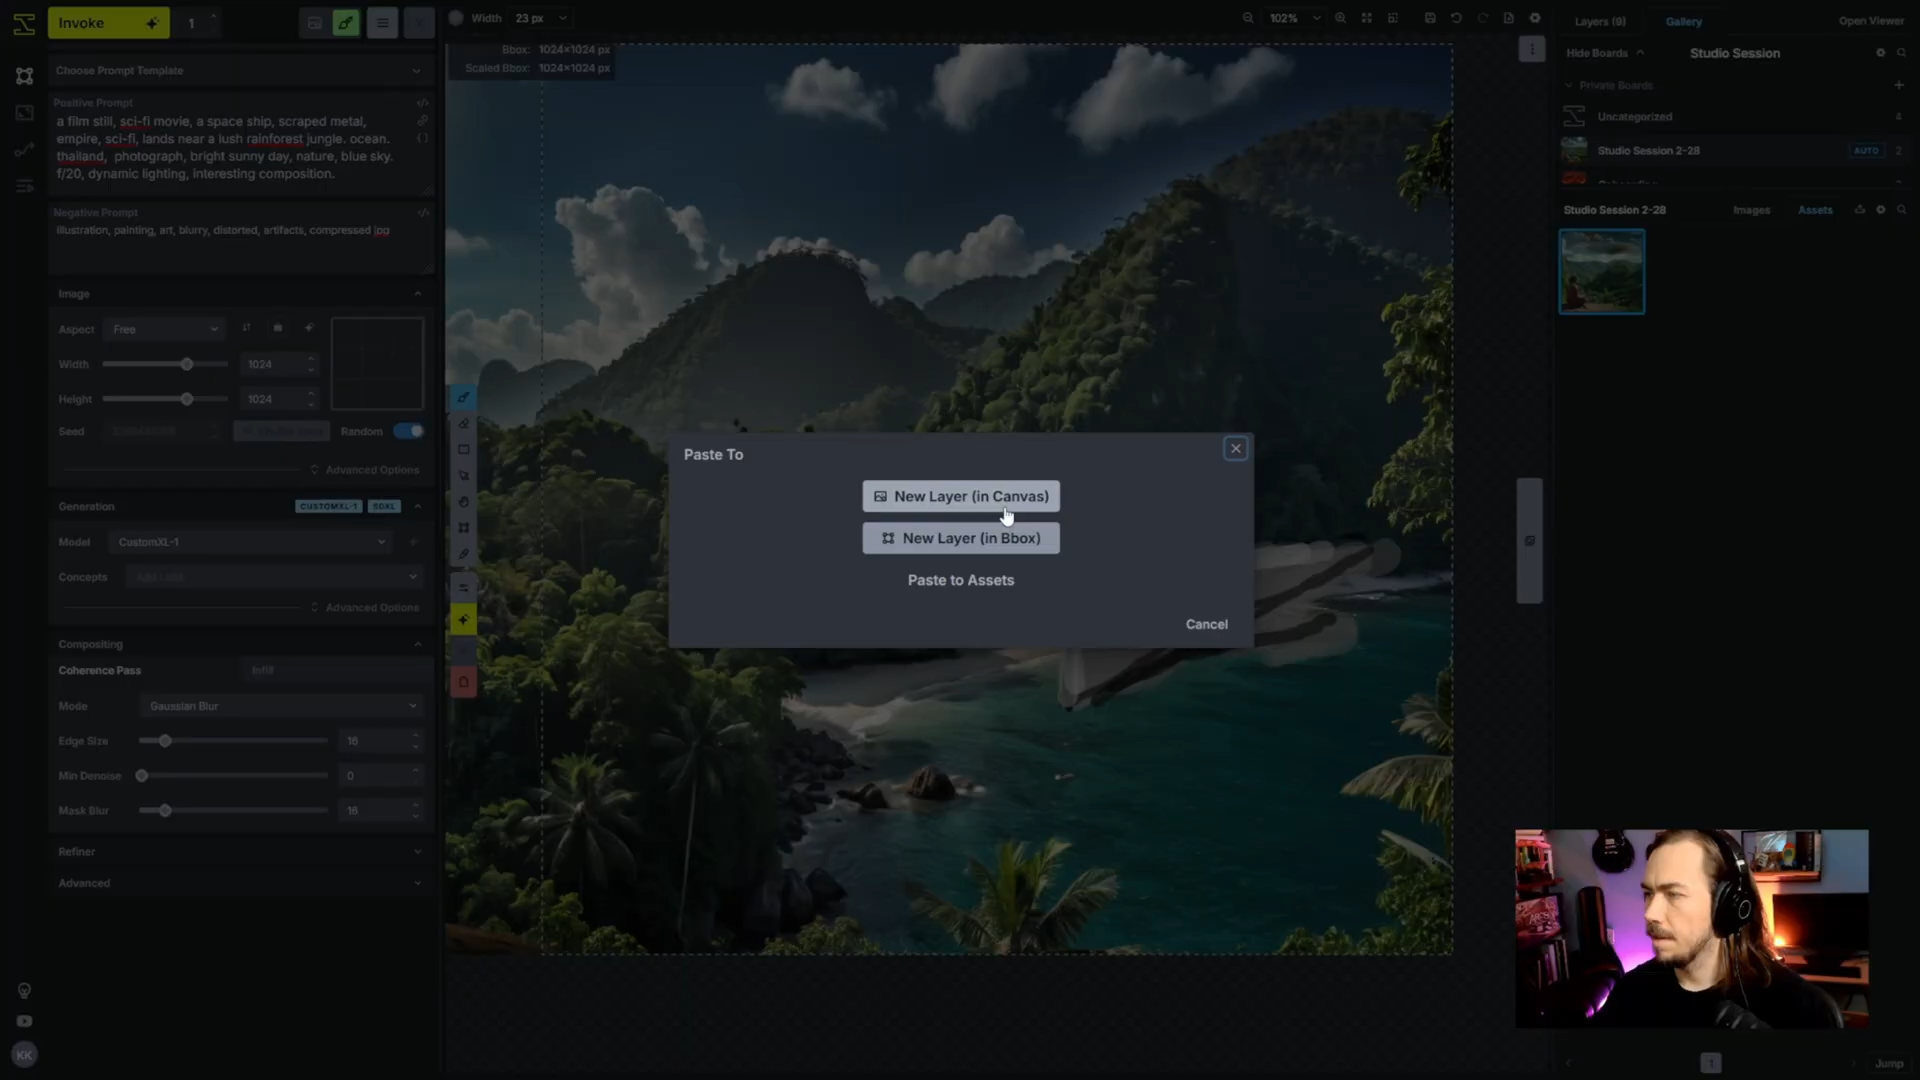 Invoke
1
Width
23 px
102%
Layers (9)
Gallery
Open Viewer
Bbox: 1024×1024 px
Scaled Bbox: 1024×1024 px
Hide Boards
Studio Session
Choose Prompt Template
Private Boards
Positive Prompt
a film still, sci-fi movie, a space ship, scraped metal,
empire, sci-fi, lands near a lush rainforest jungle. ocean.
thailand,  photograph, bright sunny day, nature, blue sky.
f/20, dynamic lighting, interesting composition.
Uncategorized
4
Studio Session 2-28
AUTO
2
Negative Prompt
illustration, painting, art, blurry, distorted, artifacts, compressed jpg
Studio Session 2-28
Images
Assets
Image
Aspect
Free
Width
1024
Height
1024
Seed
Random
Advanced Options
Paste To
New Layer (in Canvas)
New Layer (in Bbox)
Paste to Assets
Cancel
Generation
CUSTOMXL-1
SDXL
Model
CustomXL-1
Concepts
Advanced Options
Compositing
Coherence Pass
Infill
Mode
Gaussian Blur
Edge Size
16
Min Denoise
0
Mask Blur
16
Refiner
Advanced
KK
1
Jump